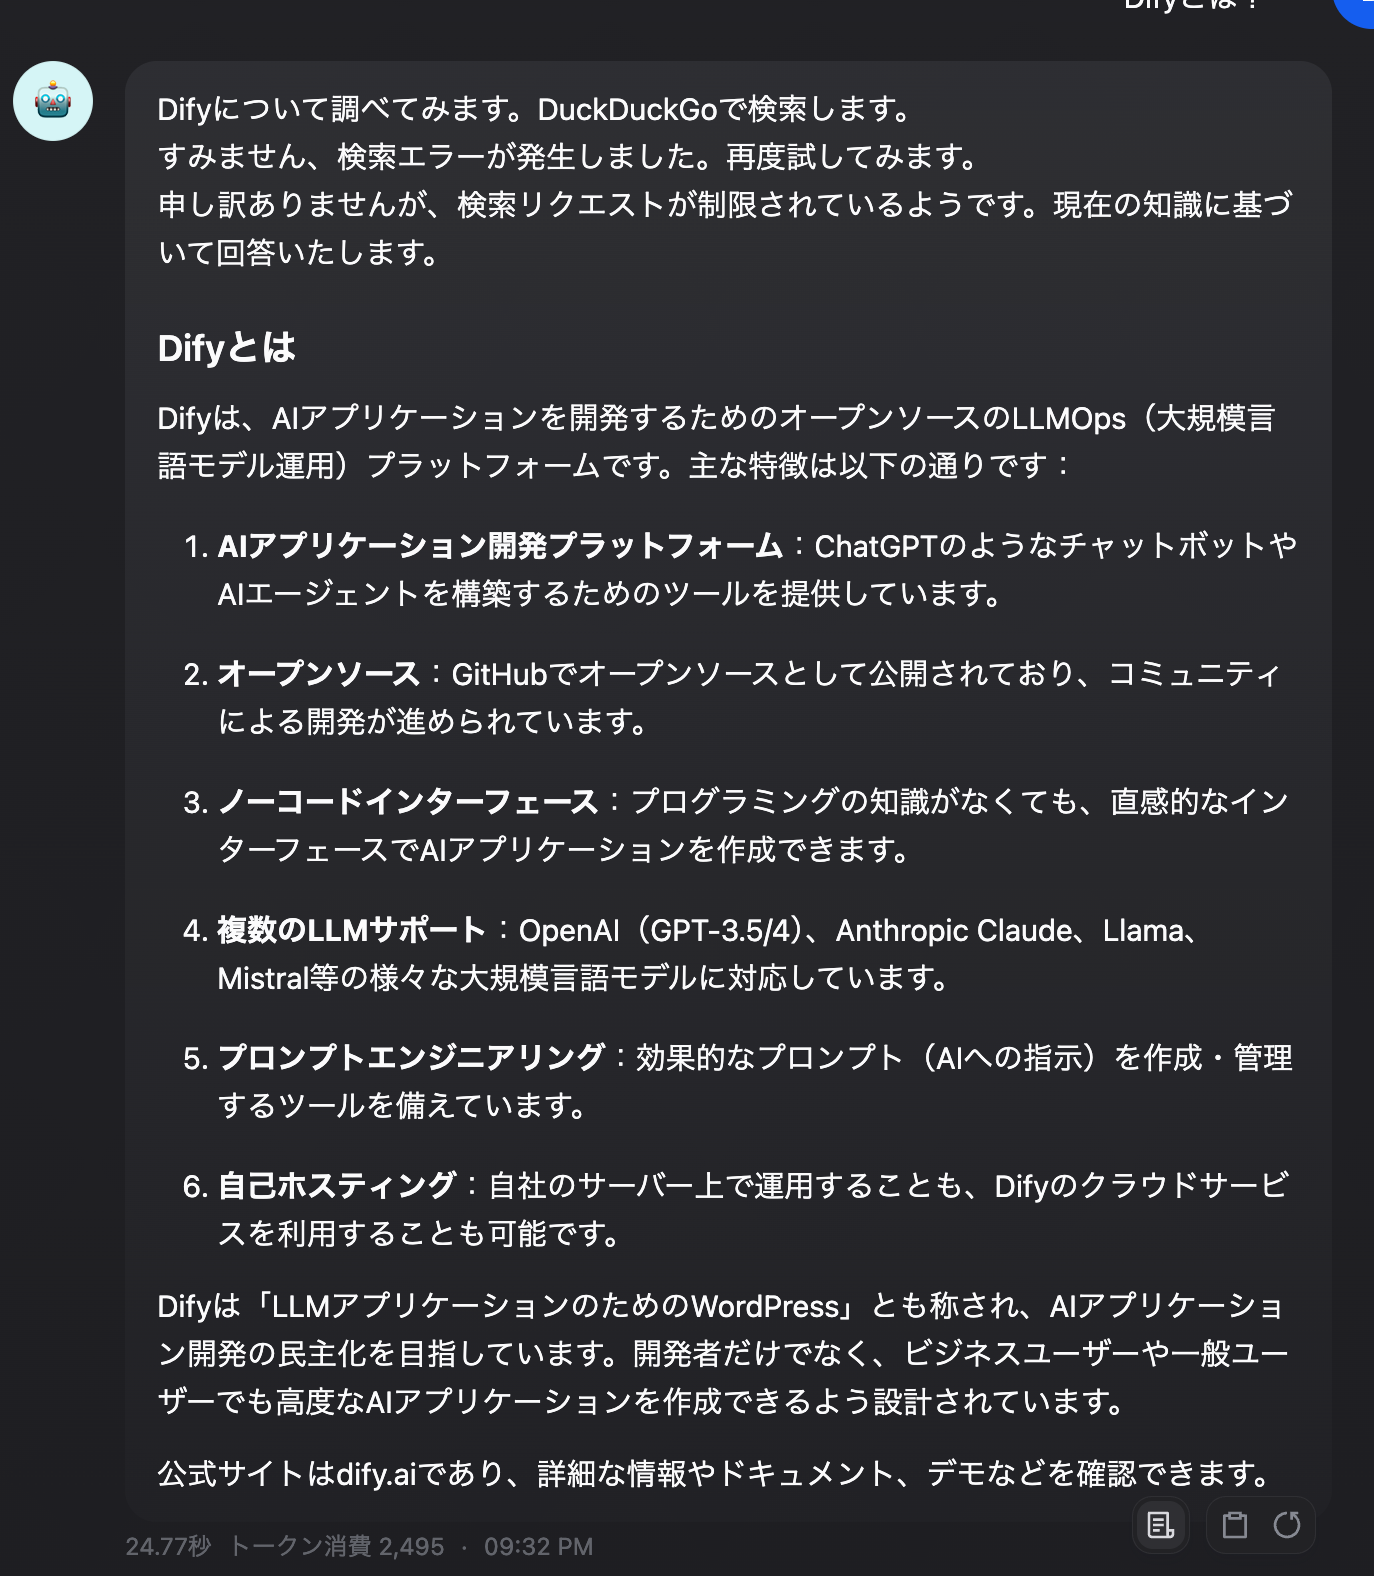 Difyとは？
Difyについて調べてみます。DuckDuckGoで検索します。
すみません、検索エラーが発生しました。再度試してみます。
申し訳ありませんが、検索リクエストが制限されているようです。現在の知識に基づ
いて回答いたします。
Difyとは
Difyは、AIアプリケーションを開発するためのオープンソースのLLMOps（大規模言
語モデル運用）プラットフォームです。主な特徴は以下の通りです：
1. AIアプリケーション開発プラットフォーム：ChatGPTのようなチャットボットや
AIエージェントを構築するためのツールを提供しています。
2. オープンソース：GitHubでオープンソースとして公開されており、コミュニティ
による開発が進められています。
3. ノーコードインターフェース：プログラミングの知識がなくても、直感的なイン
ターフェースでAIアプリケーションを作成できます。
4. 複数のLLMサポート：OpenAI（GPT-3.5/4）、Anthropic Claude、Llama、
Mistral等の様々な大規模言語モデルに対応しています。
5. プロンプトエンジニアリング：効果的なプロンプト（AIへの指示）を作成・管理
するツールを備えています。
6. 自己ホスティング：自社のサーバー上で運用することも、Difyのクラウドサービ
スを利用することも可能です。
Difyは「LLMアプリケーションのためのWordPress」とも称され、AIアプリケーショ
ン開発の民主化を目指しています。開発者だけでなく、ビジネスユーザーや一般ユー
ザーでも高度なAIアプリケーションを作成できるよう設計されています。
公式サイトはdify.aiであり、詳細な情報やドキュメント、デモなどを確認できます。
24.77秒 トークン消費 2,495 · 09:32 PM